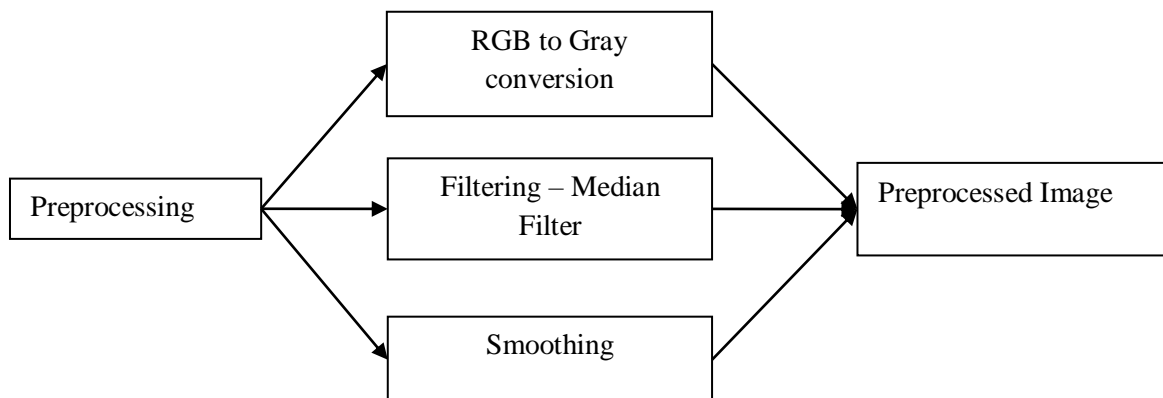 RGB to Gray
conversion
Preprocessing
Filtering – Median
Filter
Preprocessed Image
Smoothing